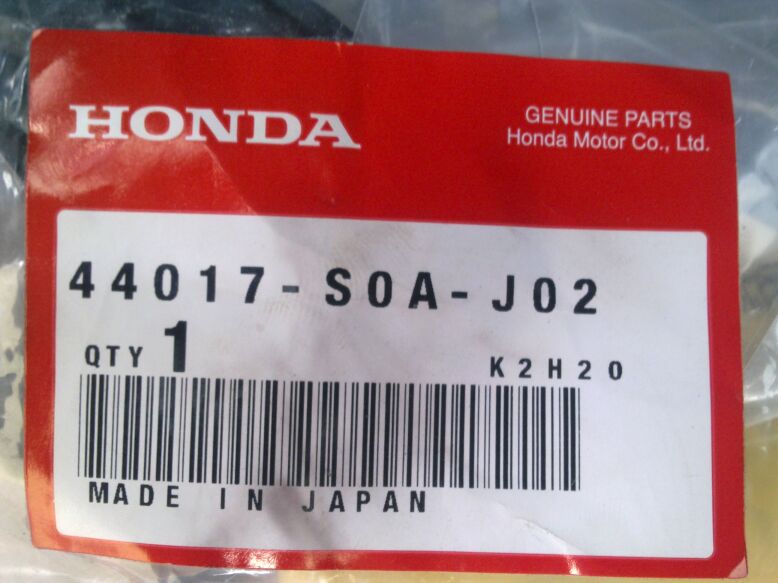 HONDA
GENUINE PARTS
Honda Motor Co., Ltd.
44017-S0A-J02
QTY 1 K2H20
MADE IN JAPAN